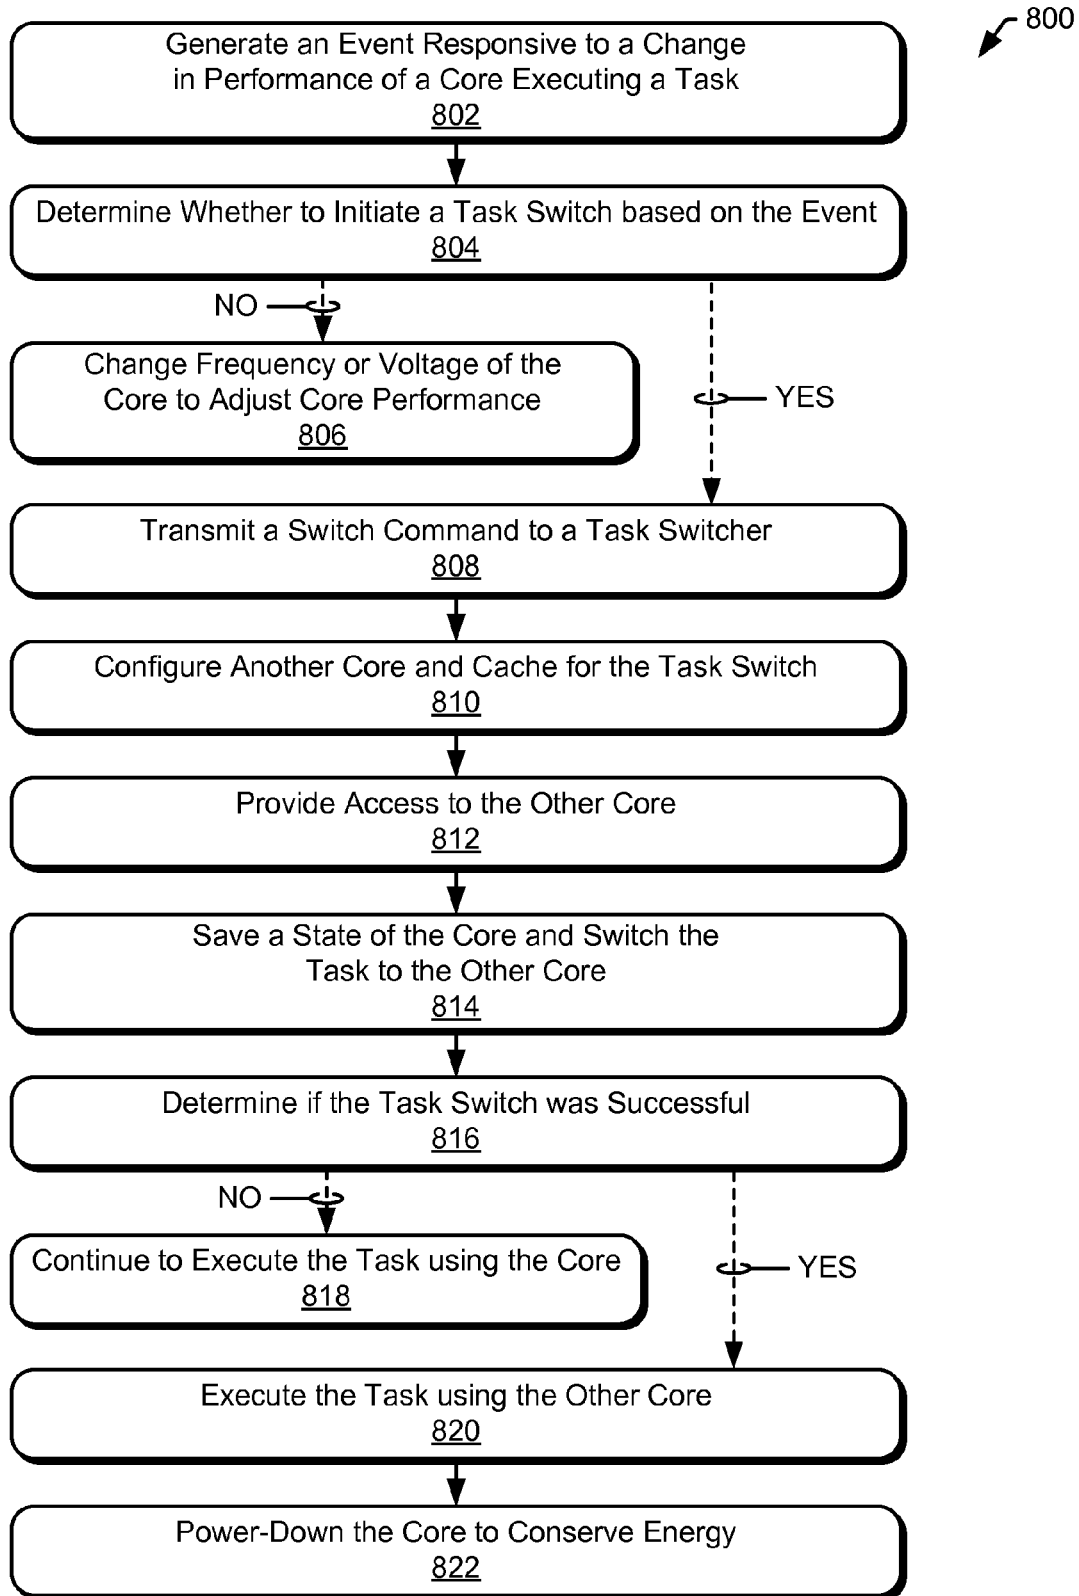 800
Generate an Event Responsive to a Change
in Performance of a Core Executing a Task
802
Determine Whether to Initiate a Task Switch based on the Event
804
NO
Change Frequency or Voltage of the
Core to Adjust Core Performance
806
YES
Transmit a Switch Command to a Task Switcher
808
Configure Another Core and Cache for the Task Switch
810
Provide Access to the Other Core
812
Save a State of the Core and Switch the
Task to the Other Core
814
Determine if the Task Switch was Successful
816
NO
Continue to Execute the Task using the Core
818
YES
Execute the Task using the Other Core
820
Power-Down the Core to Conserve Energy
822